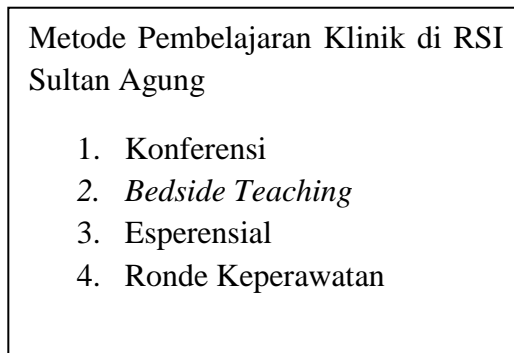 Metode Pembelajaran Klinik di RSI
Sultan Agung
1. Konferensi
2. Bedside Teaching
3. Esperensial
4. Ronde Keperawatan